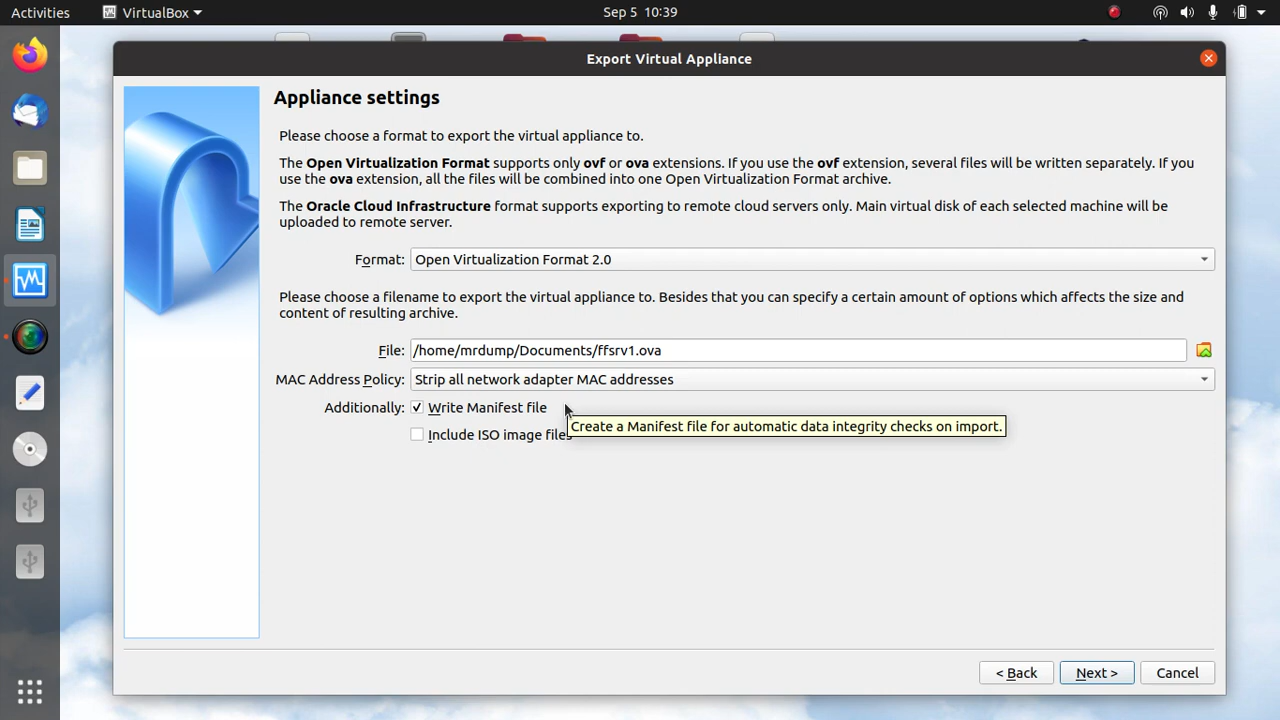 Activities
VirtualBox
Sep 5 10:39
Export Virtual Appliance
Appliance settings
Please choose a format to export the virtual appliance to.
The Open Virtualization Format supports only ovf or ova extensions. If you use the ovf extension, several files will be written separately. If you
use the ova extension, all the files will be combined into one Open Virtualization Format archive.
The Oracle Cloud Infrastructure format supports exporting to remote cloud servers only. Main virtual disk of each selected machine will be
uploaded to remote server.
Format: Open Virtualization Format 2.0
Please choose a filename to export the virtual appliance to. Besides that you can specify a certain amount of options which affects the size and
content of resulting archive.
File: /home/mrdump/Documents/ffsrv1.ova
MAC Address Policy: Strip all network adapter MAC addresses
Additionally: Write Manifest file
Create a Manifest file for automatic data integrity checks on import.
Include ISO image files
< Back Next > Cancel